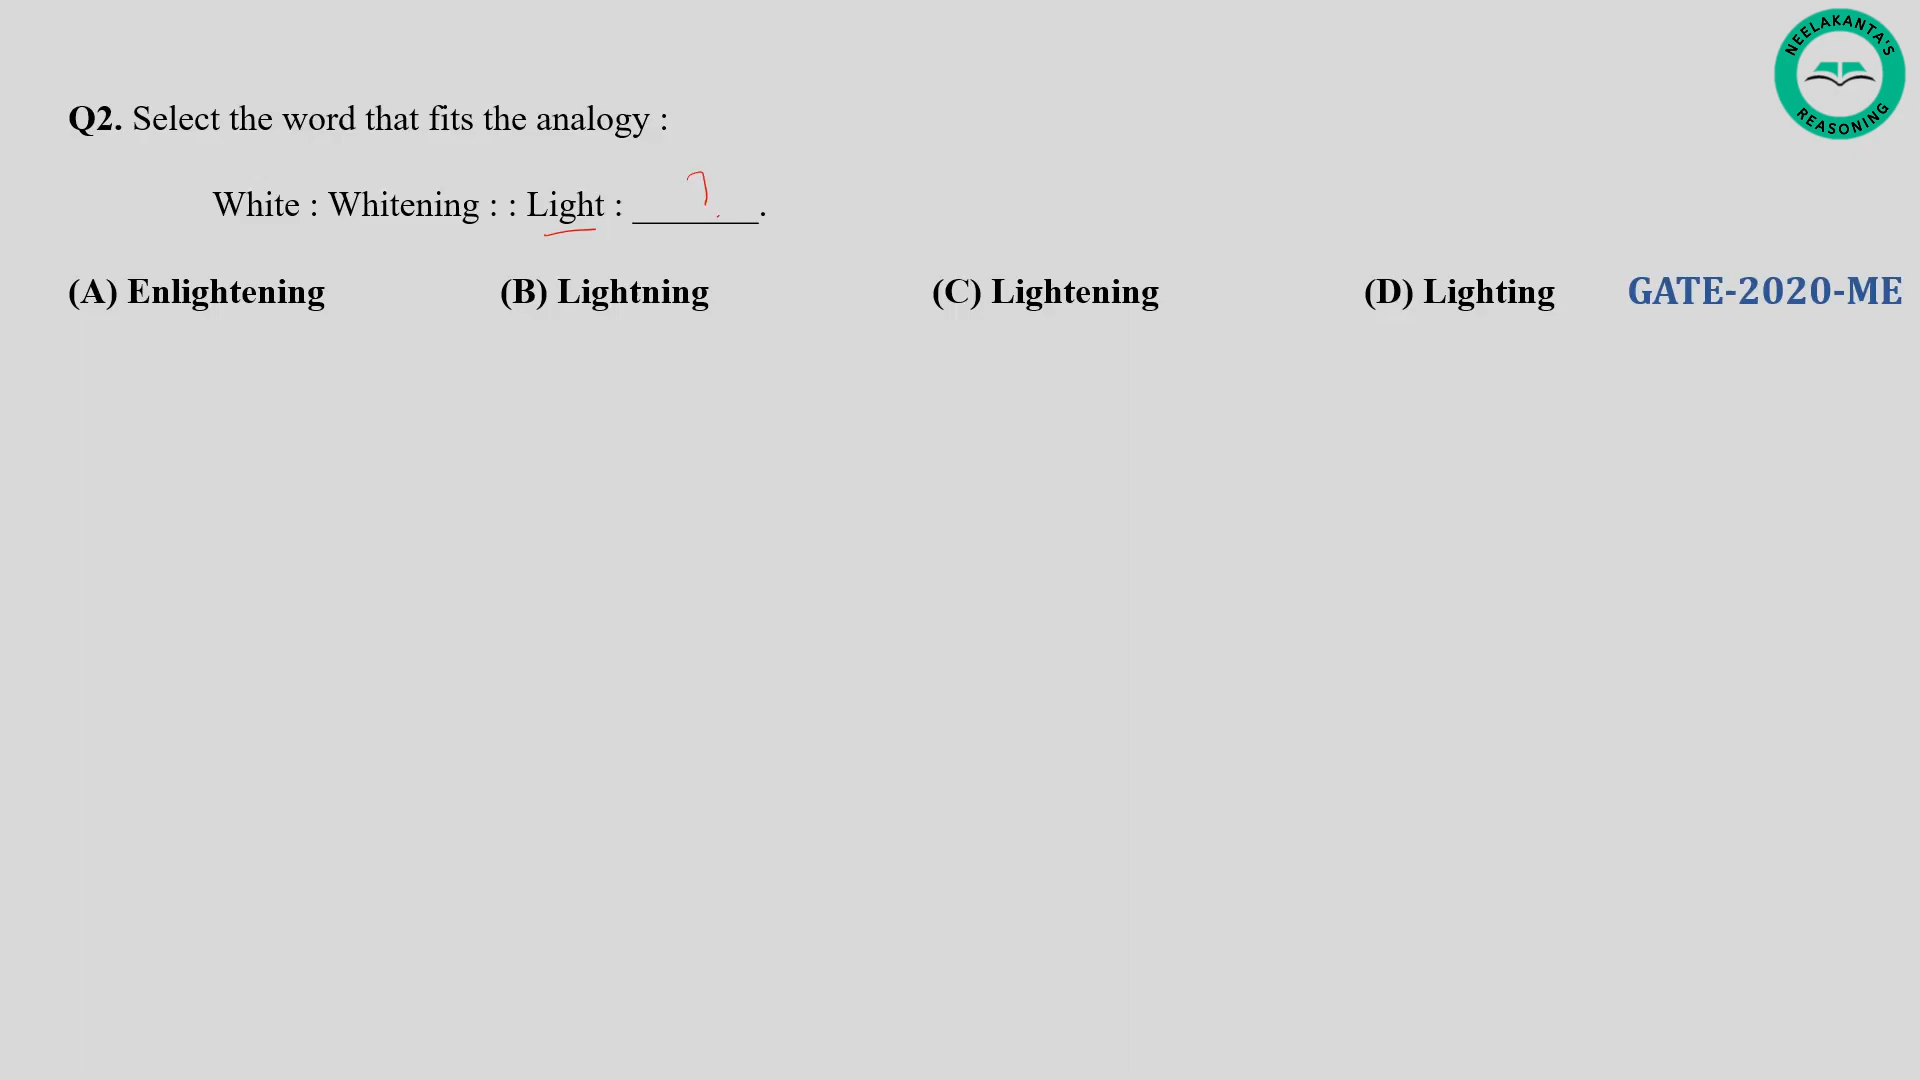 NEELAKANTA'S
REASONING
Q2. Select the word that fits the analogy :
White : Whitening : : Light : _______.
?
(A) Enlightening (B) Lightning (C) Lightening (D) Lighting GATE-2020-ME